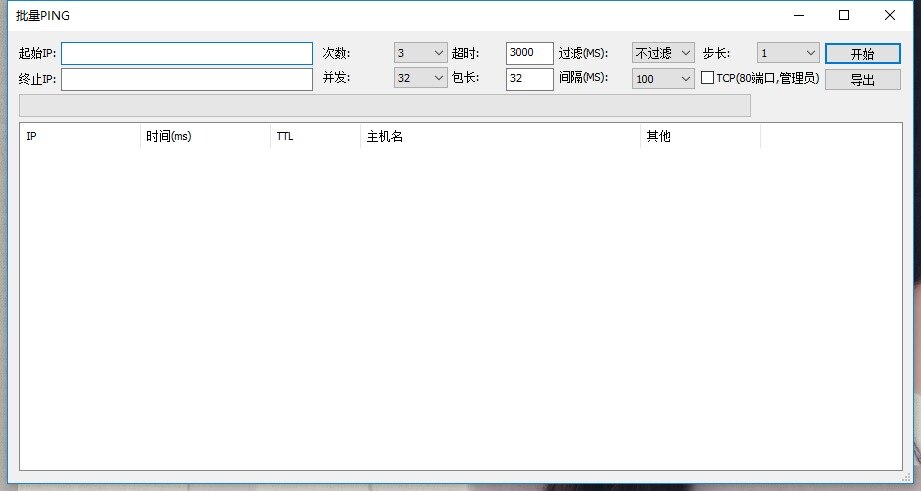 批量PING
起始IP: 次数: 3 超时: 3000 过滤(MS): 不过滤 步长: 1 开始
终止IP: 并发: 32 包长: 32 间隔(MS): 100 TCP(80端口,管理员) 导出
IP 时间(ms) TTL 主机名 其他